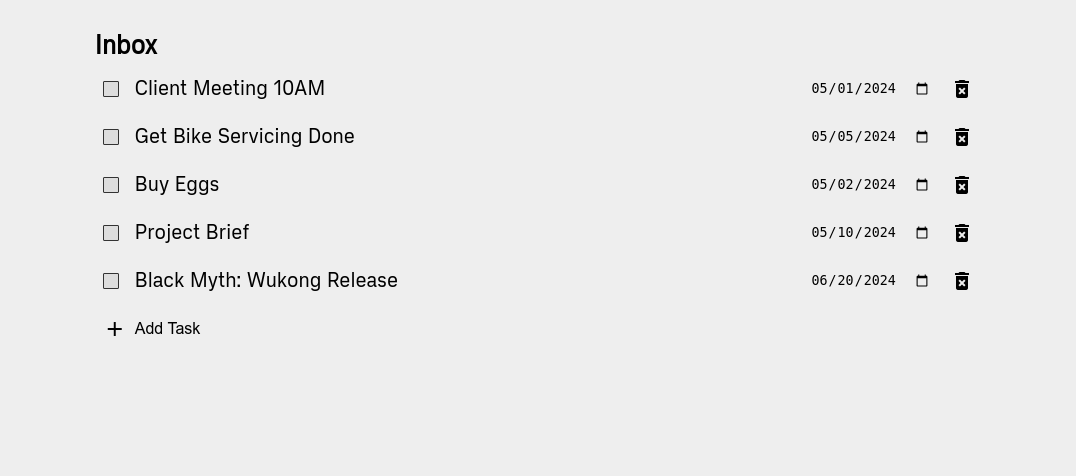 Inbox
Client Meeting 10AM 05/01/2024
Get Bike Servicing Done 05/05/2024
Buy Eggs 05/02/2024
Project Brief 05/10/2024
Black Myth: Wukong Release 06/20/2024
Add Task